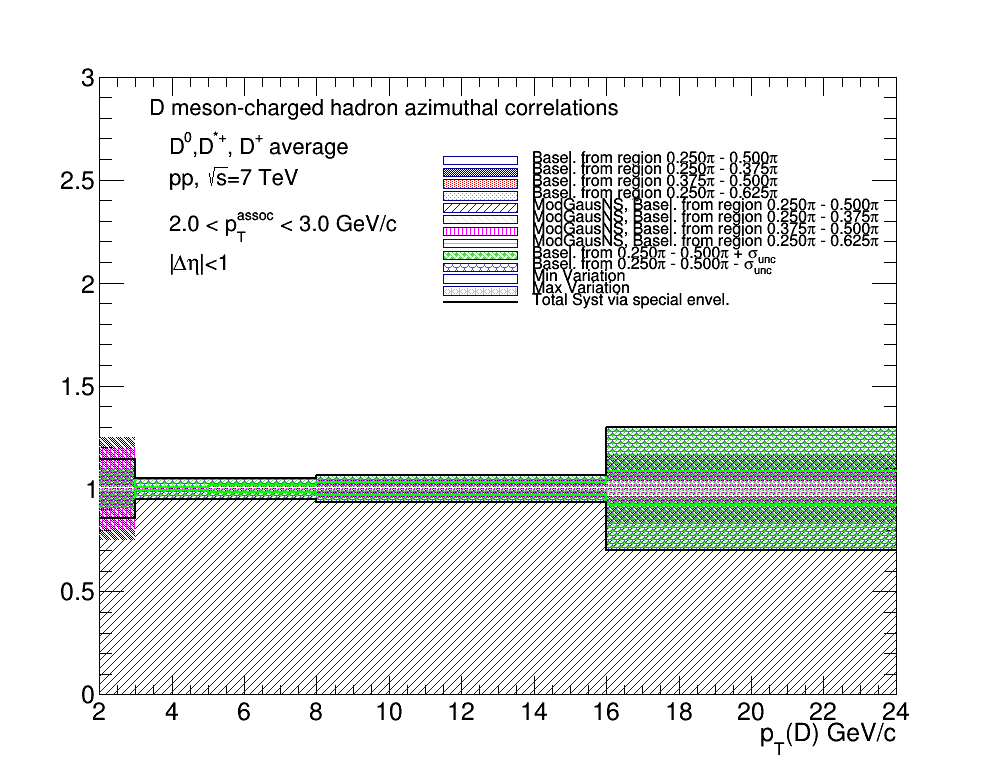 D meson-charged hadron azimuthal correlations
D⁰,D*⁺, D⁺ average
pp, √s=7 TeV
2.0 < p_T^assoc < 3.0 GeV/c
|Δη|<1
Basel. from region 0.250π - 0.500π
Basel. from region 0.250π - 0.375π
Basel. from region 0.375π - 0.500π
Basel. from region 0.250π - 0.625π
ModGausNS, Basel. from region 0.250π - 0.500π
ModGausNS, Basel. from region 0.250π - 0.375π
ModGausNS, Basel. from region 0.375π - 0.500π
ModGausNS, Basel. from region 0.250π - 0.625π
Basel. from 0.250π - 0.500π + σ_unc
Basel. from 0.250π - 0.500π - σ_unc
Min Variation
Max Variation
Total Syst via special envel.
3
2.5
2
1.5
1
0.5
0
2 4 6 8 10 12 14 16 18 20 22 24
p_T(D) GeV/c